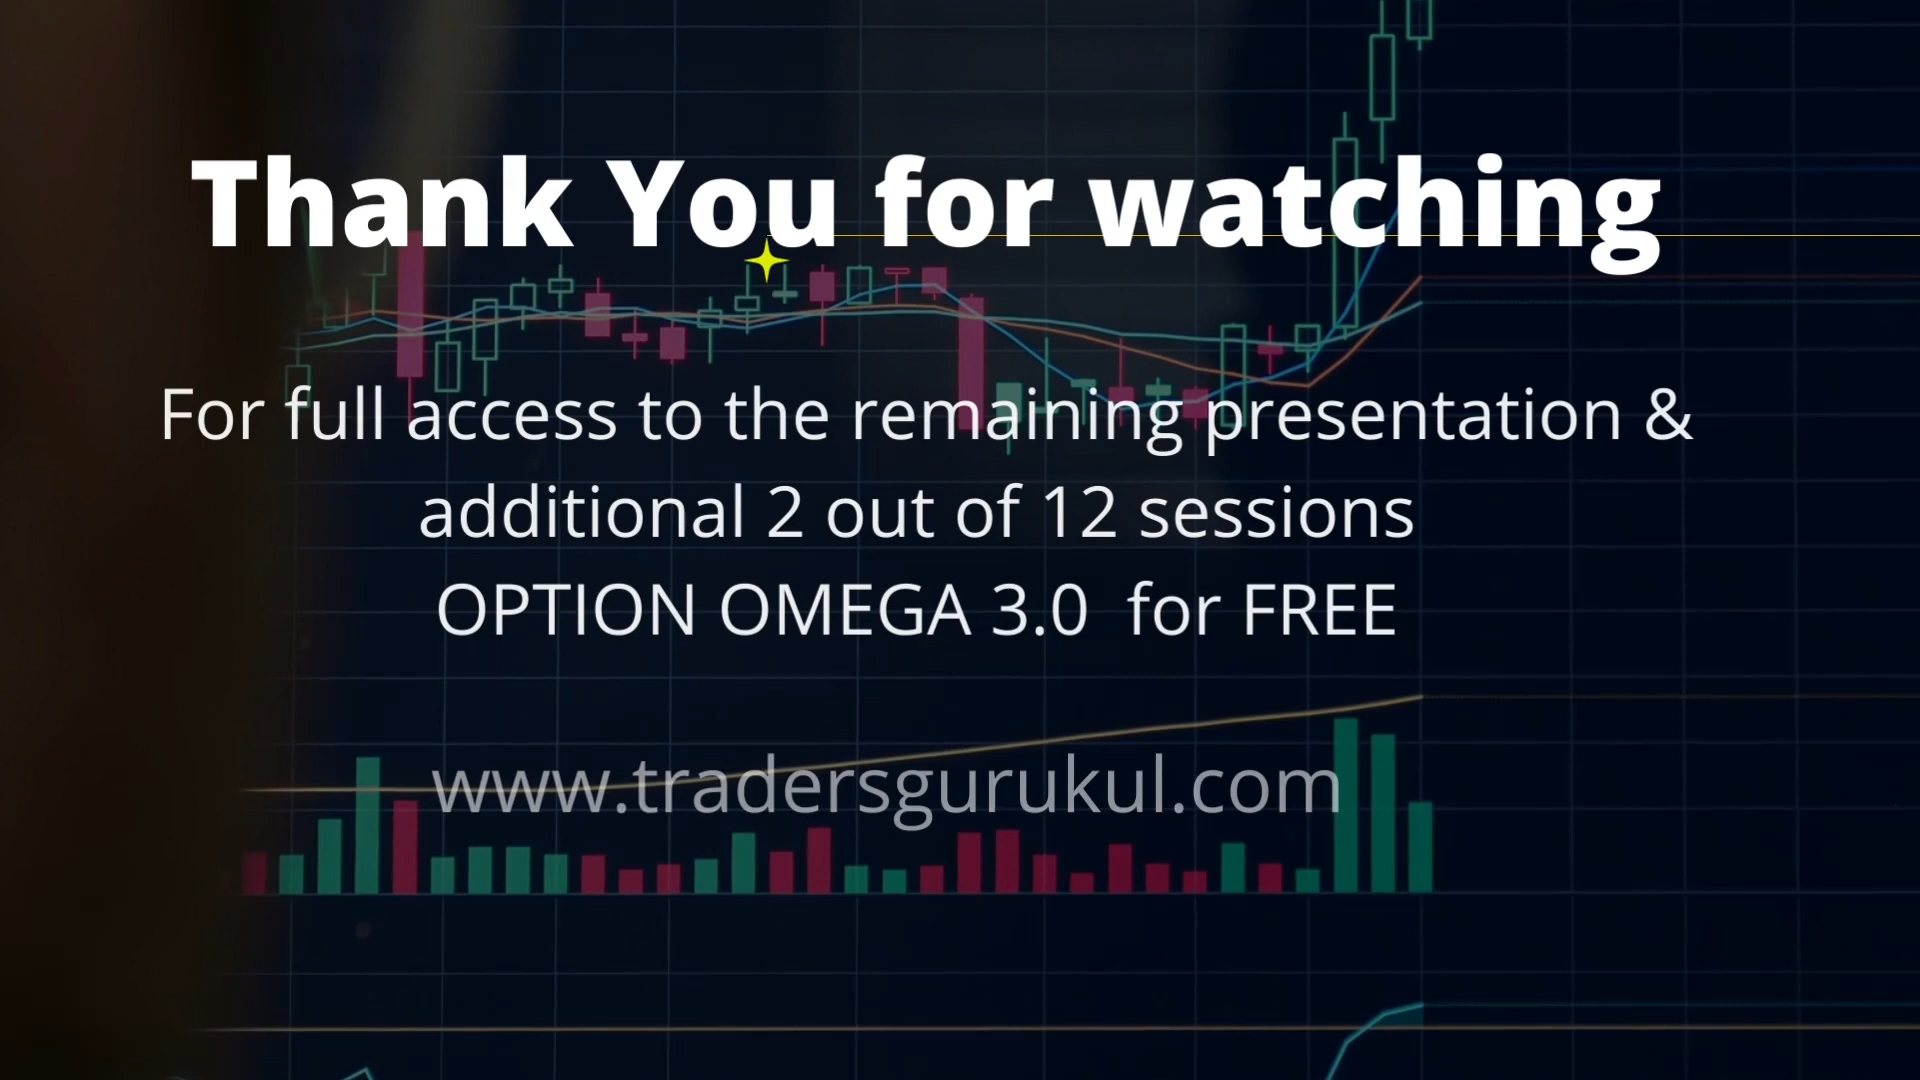 Thank You for watching
For full access to the remaining presentation &
additional 2 out of 12 sessions
OPTION OMEGA 3.0 for FREE
www.tradersgurukul.com